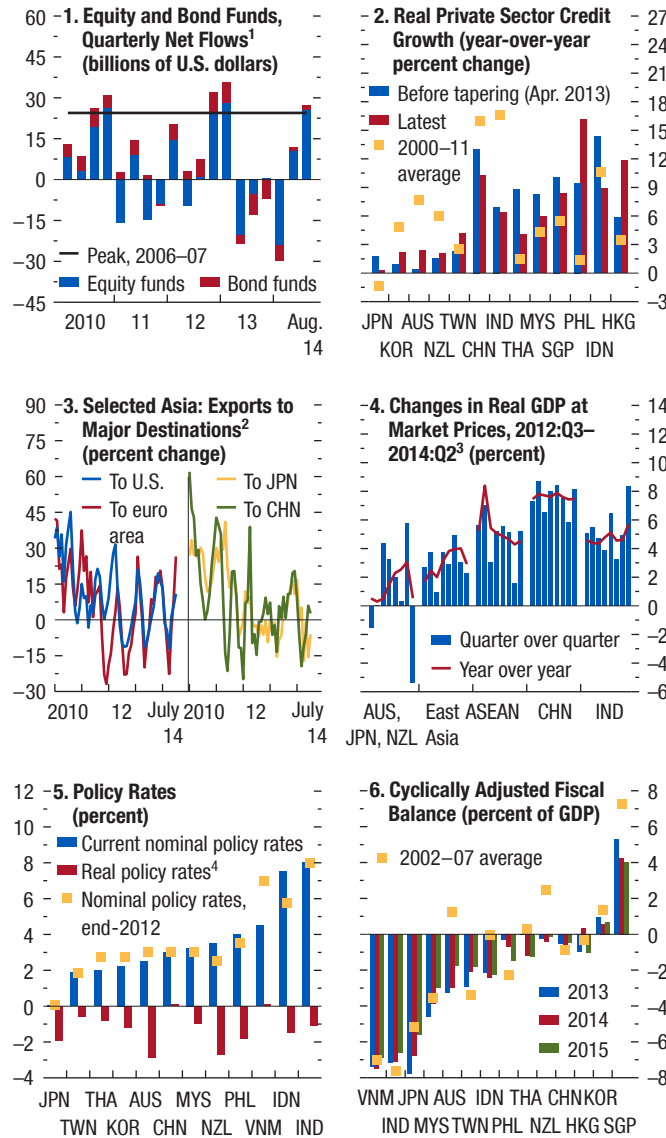 1. Equity and Bond Funds,
Quarterly Net Flows1
(billions of U.S. dollars)
60
45
30
15
0
–15
–30
–45
Peak, 2006–07
Equity funds
Bond funds
2010
11
12
13
Aug.
14
2. Real Private Sector Credit
Growth (year-over-year
percent change)
Before tapering (Apr. 2013)
Latest
2000–11
average
27
24
21
18
15
12
9
6
3
0
–3
JPN AUS TWN IND MYS PHL HKG
KOR NZL CHN THA SGP IDN
3. Selected Asia: Exports to
Major Destinations2
(percent change)
90
75
60
45
30
15
0
–15
–30
To U.S.
To euro
area
To JPN
To CHN
2010
12
July
14
2010
12
July
14
4. Changes in Real GDP at
Market Prices, 2012:Q3–
2014:Q23 (percent)
14
12
10
8
6
4
2
0
–2
–4
–6
Quarter over quarter
Year over year
AUS,
JPN, NZL
East
Asia
ASEAN
CHN
IND
5. Policy Rates
(percent)
12
10
8
6
4
2
0
–2
–4
Current nominal policy rates
Real policy rates4
Nominal policy rates,
end-2012
JPN THA AUS MYS PHL IDN
TWN KOR CHN NZL VNM IND
6. Cyclically Adjusted Fiscal
Balance (percent of GDP)
2002–07 average
10
8
6
4
2
0
–2
–4
–6
–8
2013
2014
2015
VNM JPN AUS IDN THA CHN KOR
IND MYS TWN PHL NZL HKG SGP